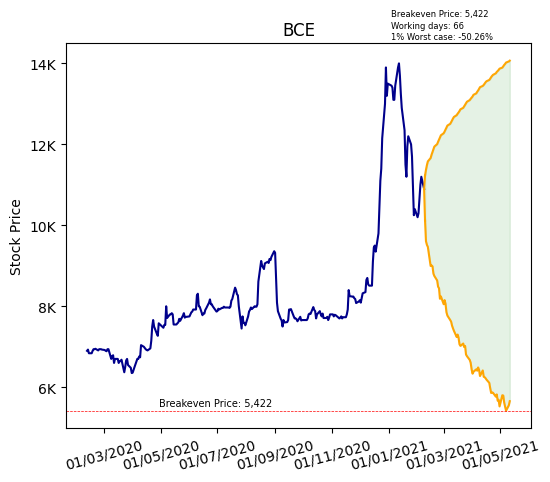 Breakeven Price: 5,422
Working days: 66
1% Worst case: -50.26%
BCE
14K
12K
10K
8K
6K
Stock Price
Breakeven Price: 5,422
01/03/2020
01/05/2020
01/07/2020
01/09/2020
01/11/2020
01/01/2021
01/03/2021
01/05/2021